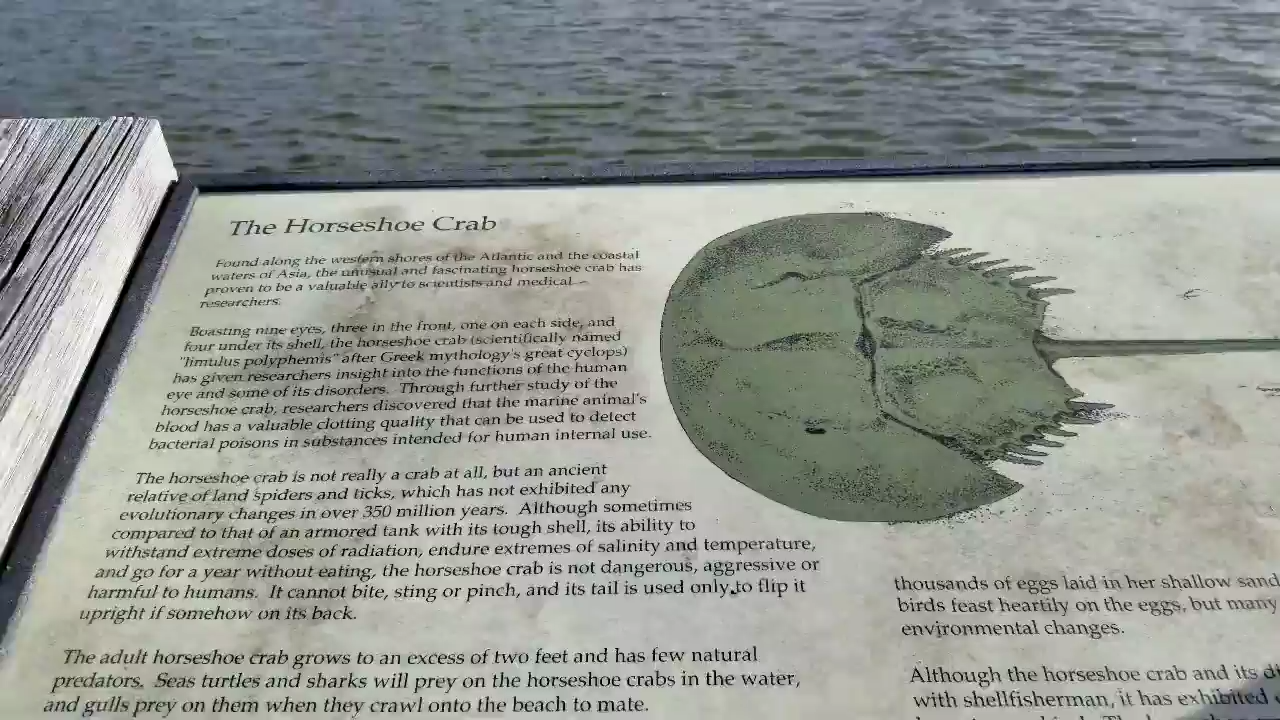 The Horseshoe Crab
Found along the western shores of the Atlantic and the coastal
waters of Asia, the unusual and fascinating horseshoe crab has
proven to be a valuable ally to scientists and medical
researchers.
Boasting nine eyes, three in the front, one on each side, and
four under its shell, the horseshoe crab (scientifically named
"limulus polyphemis" after Greek mythology's great cyclops)
has given researchers insight into the functions of the human
eye and some of its disorders. Through further study of the
horseshoe crab, researchers discovered that the marine animal's
blood has a valuable clotting quality that can be used to detect
bacterial poisons in substances intended for human internal use.
The horseshoe crab is not really a crab at all, but an ancient
relative of land spiders and ticks, which has not exhibited any
evolutionary changes in over 350 million years. Although sometimes
compared to that of an armored tank with its tough shell, its ability to
withstand extreme doses of radiation, endure extremes of salinity and temperature,
and go for a year without eating, the horseshoe crab is not dangerous, aggressive or
harmful to humans. It cannot bite, sting or pinch, and its tail is used only to flip it
upright if somehow on its back.
The adult horseshoe crab grows to an excess of two feet and has few natural
predators. Seas turtles and sharks will prey on the horseshoe crabs in the water,
and gulls prey on them when they crawl onto the beach to mate.
thousands of eggs laid in her shallow sand
birds feast heartily on the eggs, but many
environmental changes.
Although the horseshoe crab and its
with shellfisherman, it has exhibited